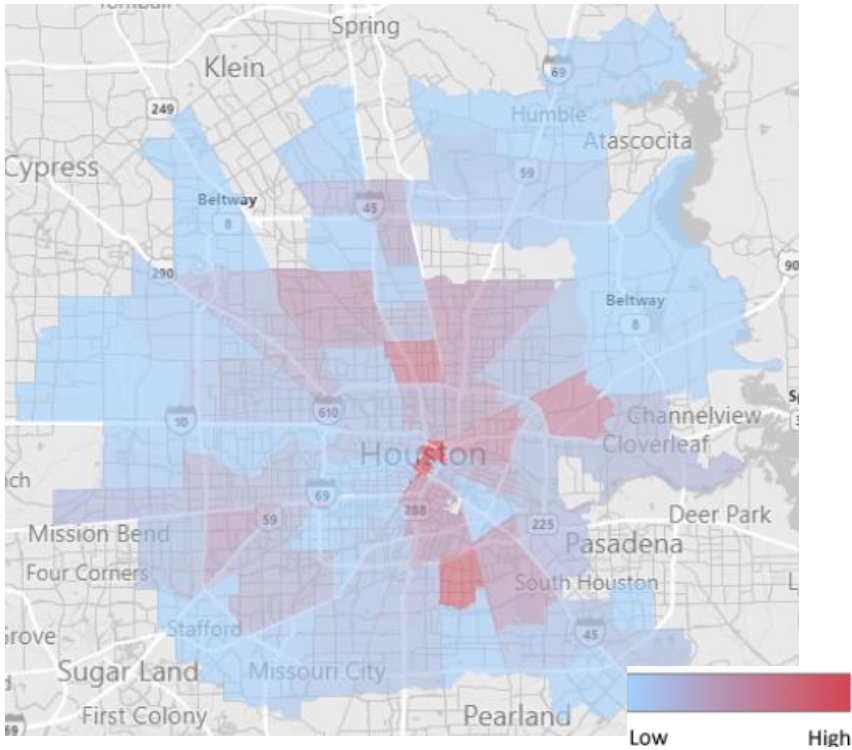 Spring
Klein
69
249
Humble
Atascocita
Cypress
59
Beltway
8
45
290
90
Beltway
8
610
10
Channelview
Houston
Cloverleaf
69
288
59
225
Deer Park
Mission Bend
Pasadena
Four Corners
South Houston
Stafford
45
Sugar Land
Missouri City
First Colony
Pearland
69
Low High